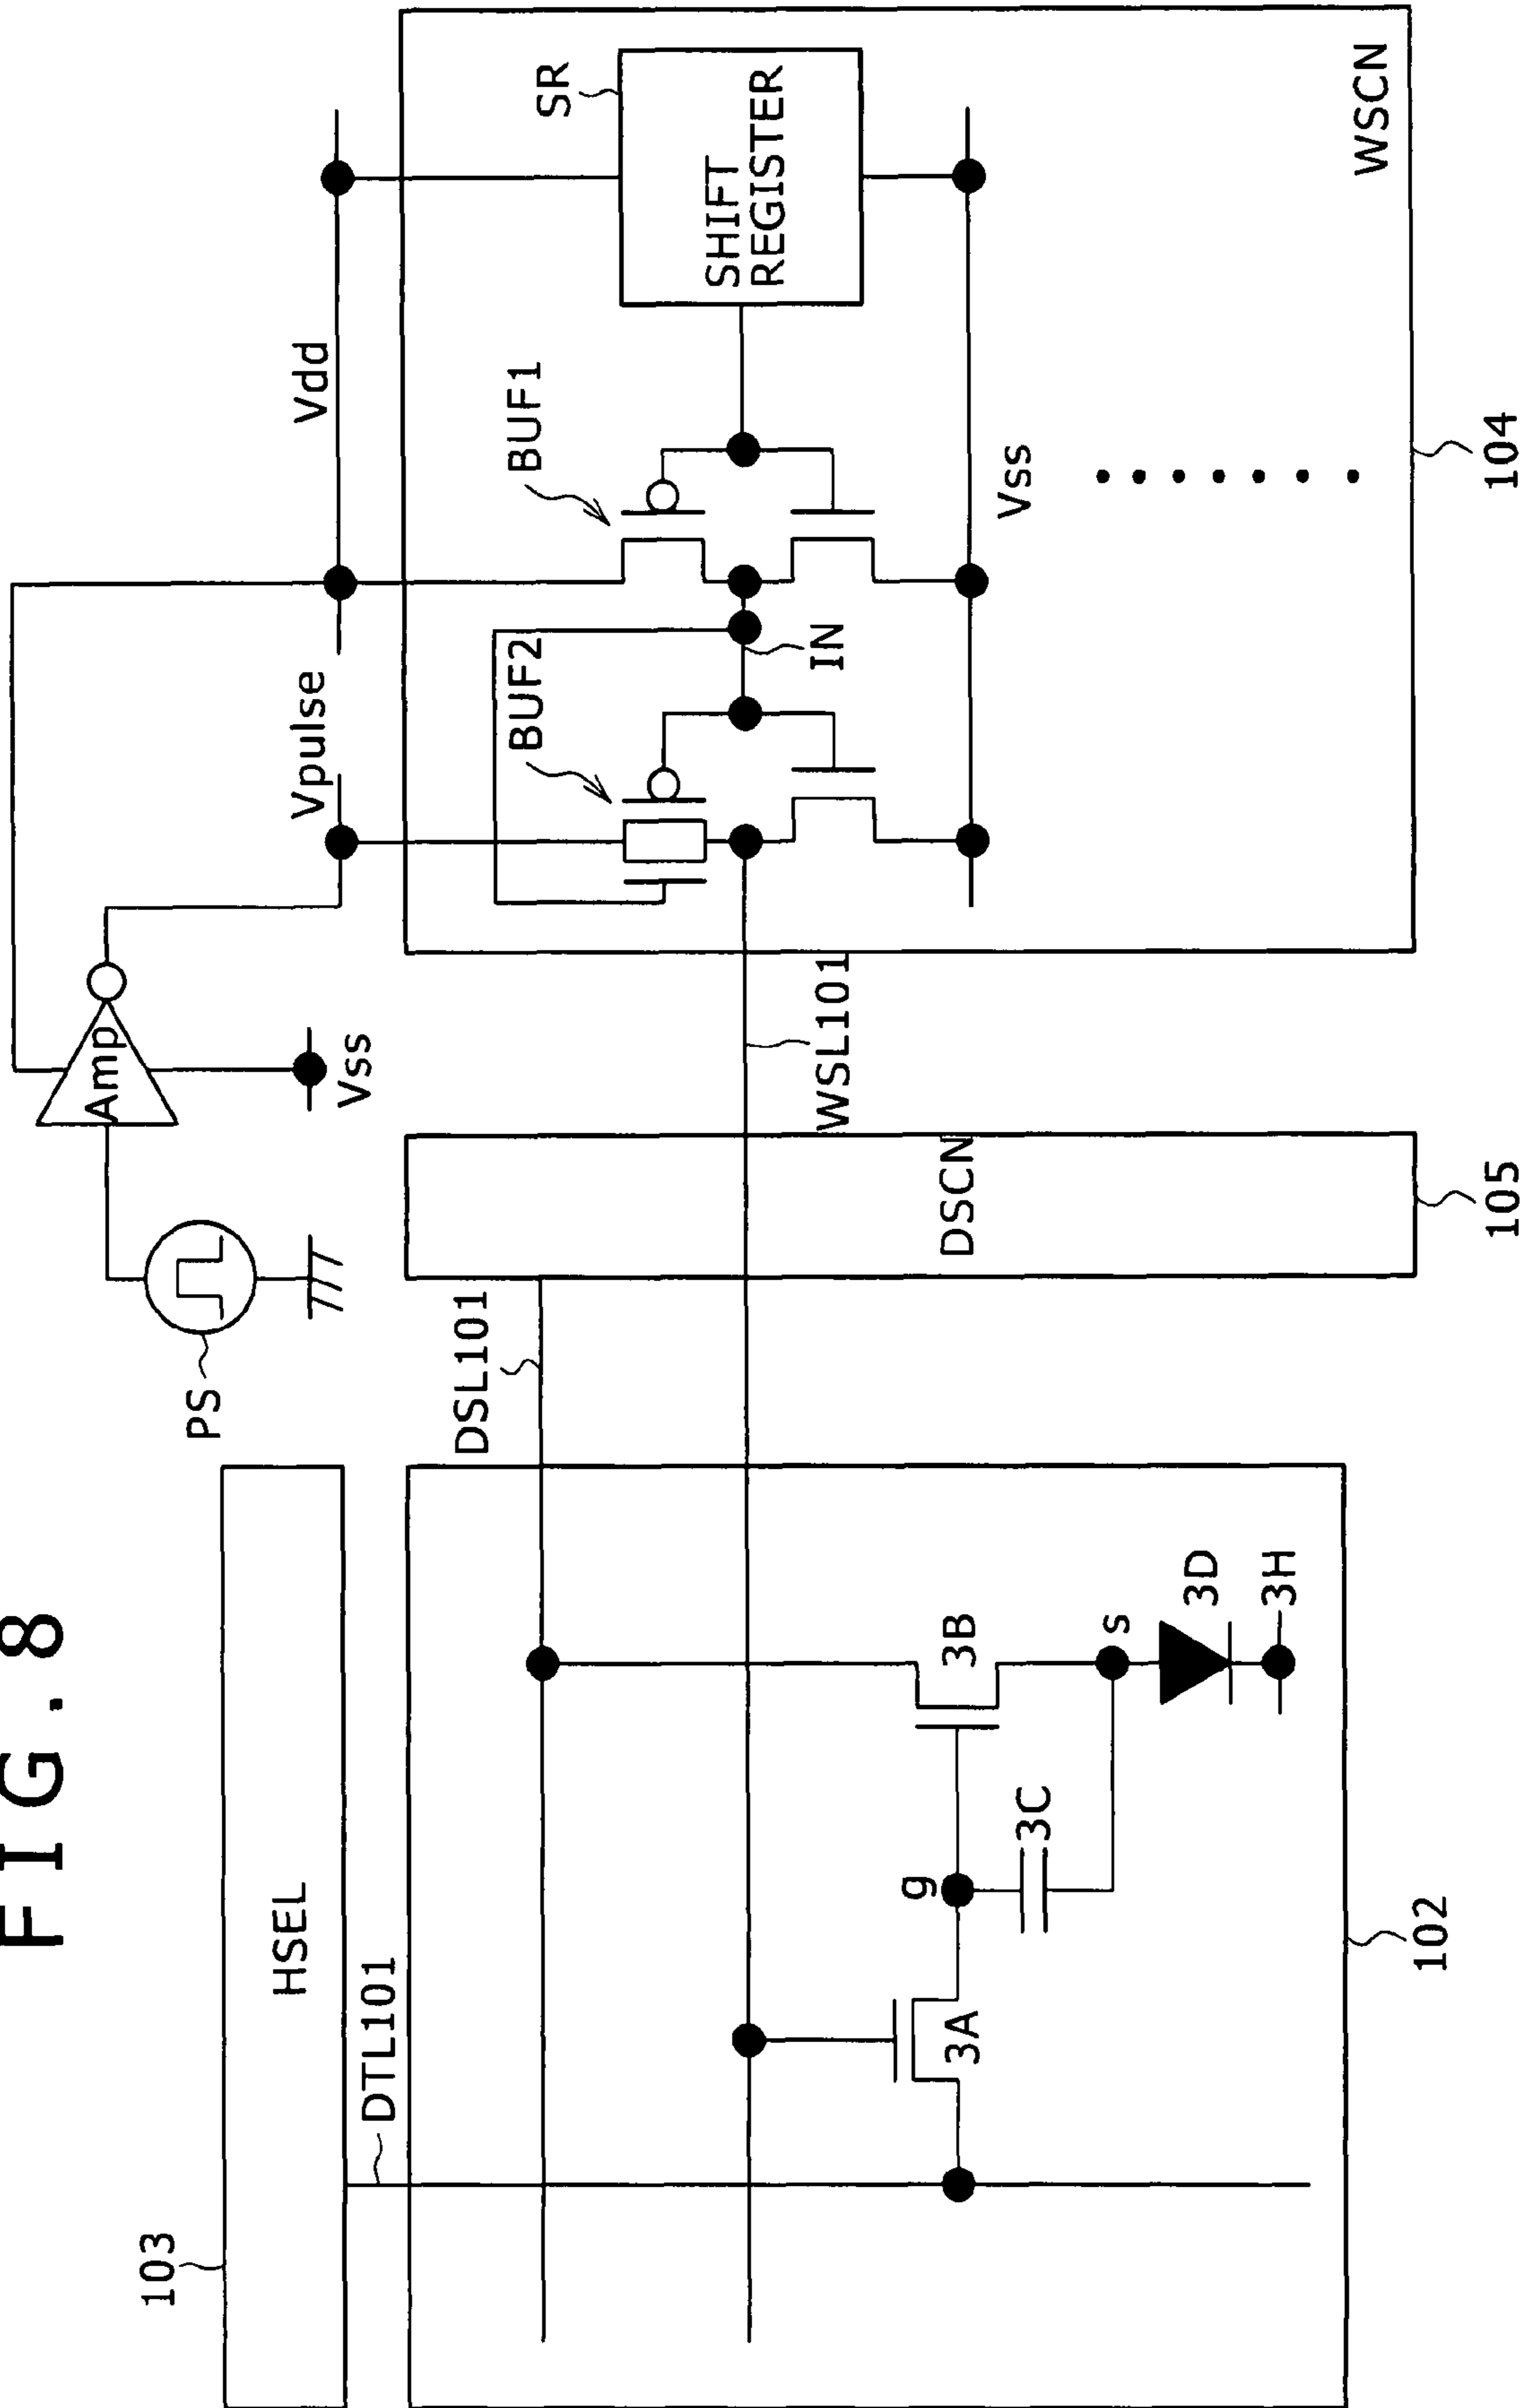 FIG.8
103
HSEL
DTL101
PS
Amp
Vss
Vpulse
Vdd
DSL101
WSL101
DSCN
105
BUF2
BUF1
IN
SR
SHIFT
REGISTER
Vss
WSCN
104
g
3A
3B
3C
s
3D
3H
102